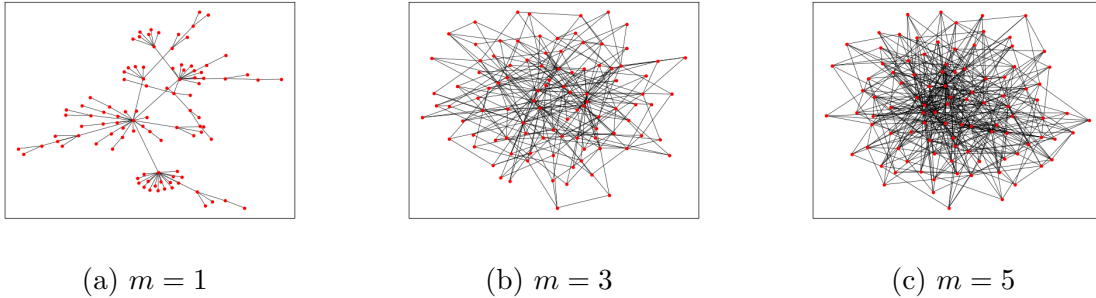 (a) m = 1
(b) m = 3
(c) m = 5